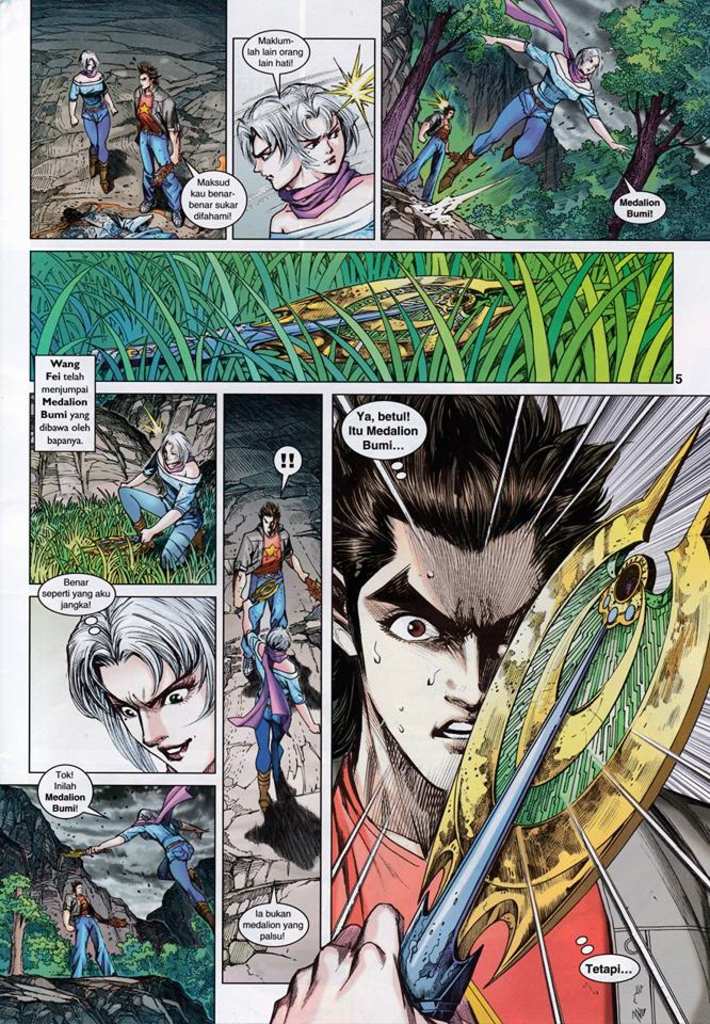 Maksud
kau benar-
benar sukar
difahami!
Maklum-
lah lain orang
lain hati!
Medalion
Bumi!
5
Wang
Fei telah
menjumpai
Medalion
Bumi yang
dibawa oleh
bapanya.
Benar
seperti yang aku
jangka!
Tok!
Inilah
Medalion
Bumi!
!!
Ia bukan
medalion yang
palsu!
Ya, betul!
Itu Medalion
Bumi...
Tetapi...